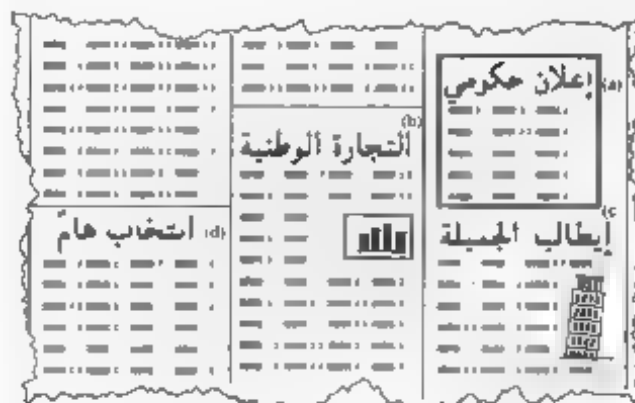 إعلان حكومي (a)
التجارة الوطنية (b)
إيطاليا الجميلة (c)
انتخاب هامّ (d)